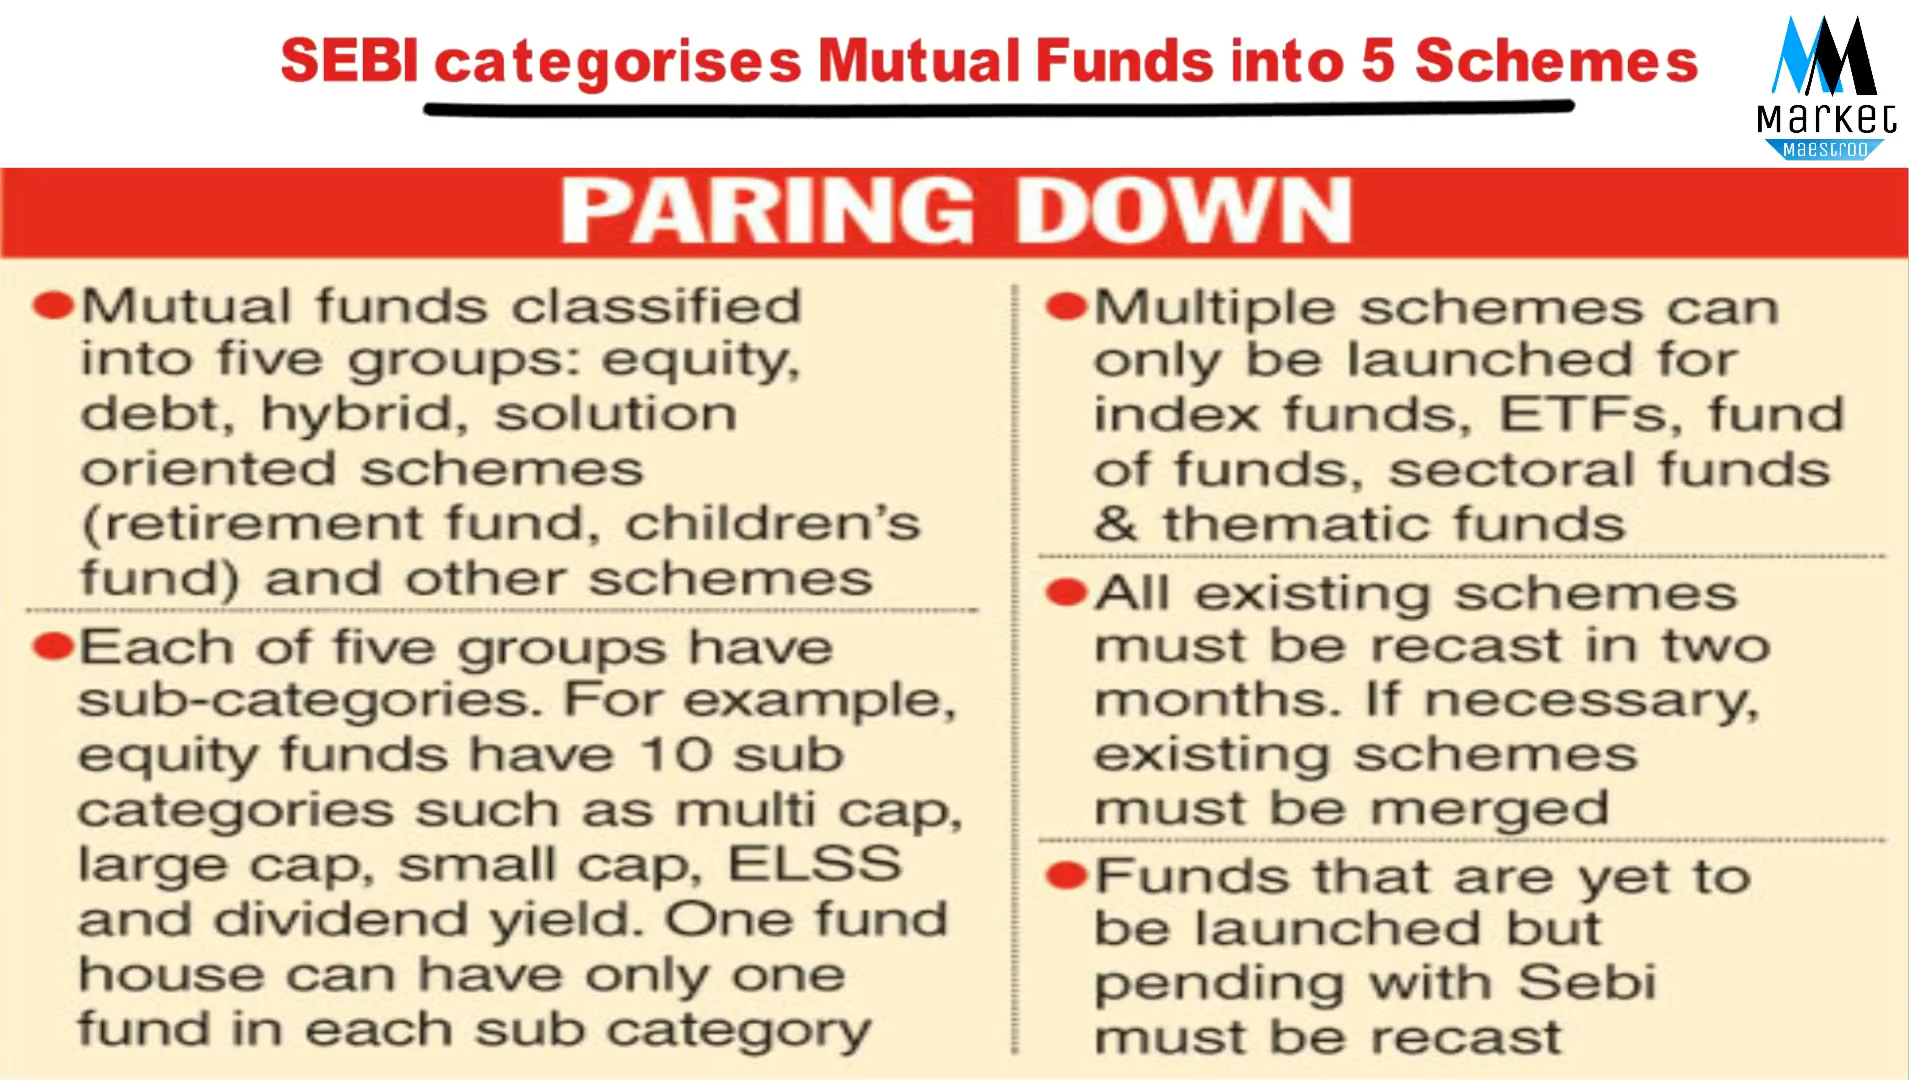 SEBI categorises Mutual Funds into 5 Schemes
Market
Maestroo
PARING DOWN
Mutual funds classified
into five groups: equity,
debt, hybrid, solution
oriented schemes
(retirement fund, children's
fund) and other schemes
Each of five groups have
sub-categories. For example,
equity funds have 10 sub
categories such as multi cap,
large cap, small cap, ELSS
and dividend yield. One fund
house can have only one
fund in each sub category
Multiple schemes can
only be launched for
index funds, ETFs, fund
of funds, sectoral funds
& thematic funds
All existing schemes
must be recast in two
months. If necessary,
existing schemes
must be merged
Funds that are yet to
be launched but
pending with Sebi
must be recast